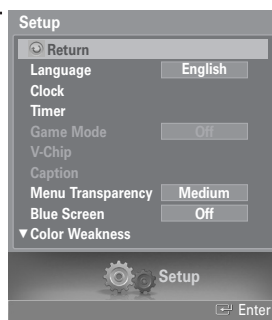 Setup
Return
Language English
Clock
Timer
Game Mode Off
V-Chip
Caption
Menu Transparency Medium
Blue Screen Off
▼ Color Weakness
Setup
Enter